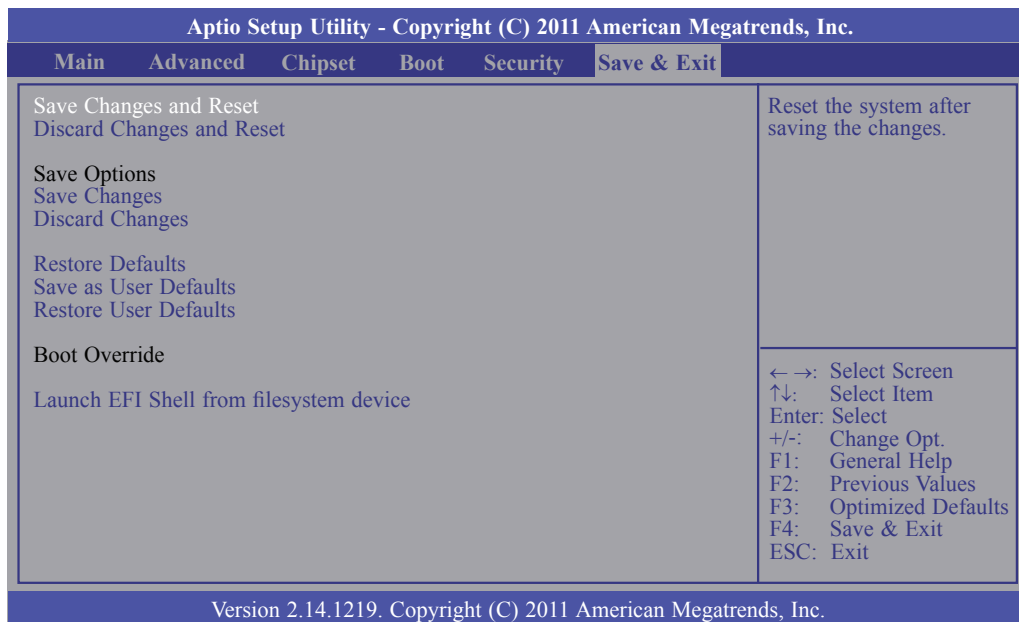 Aptio Setup Utility - Copyright (C) 2011 American Megatrends, Inc.
Main Advanced Chipset Boot Security Save & Exit
Save Changes and Reset
Discard Changes and Reset
Save Options
Save Changes
Discard Changes
Restore Defaults
Save as User Defaults
Restore User Defaults
Boot Override
Launch EFI Shell from filesystem device
Reset the system after
saving the changes.
← →: Select Screen
↑↓: Select Item
Enter: Select
+/-: Change Opt.
F1: General Help
F2: Previous Values
F3: Optimized Defaults
F4: Save & Exit
ESC: Exit
Version 2.14.1219. Copyright (C) 2011 American Megatrends, Inc.